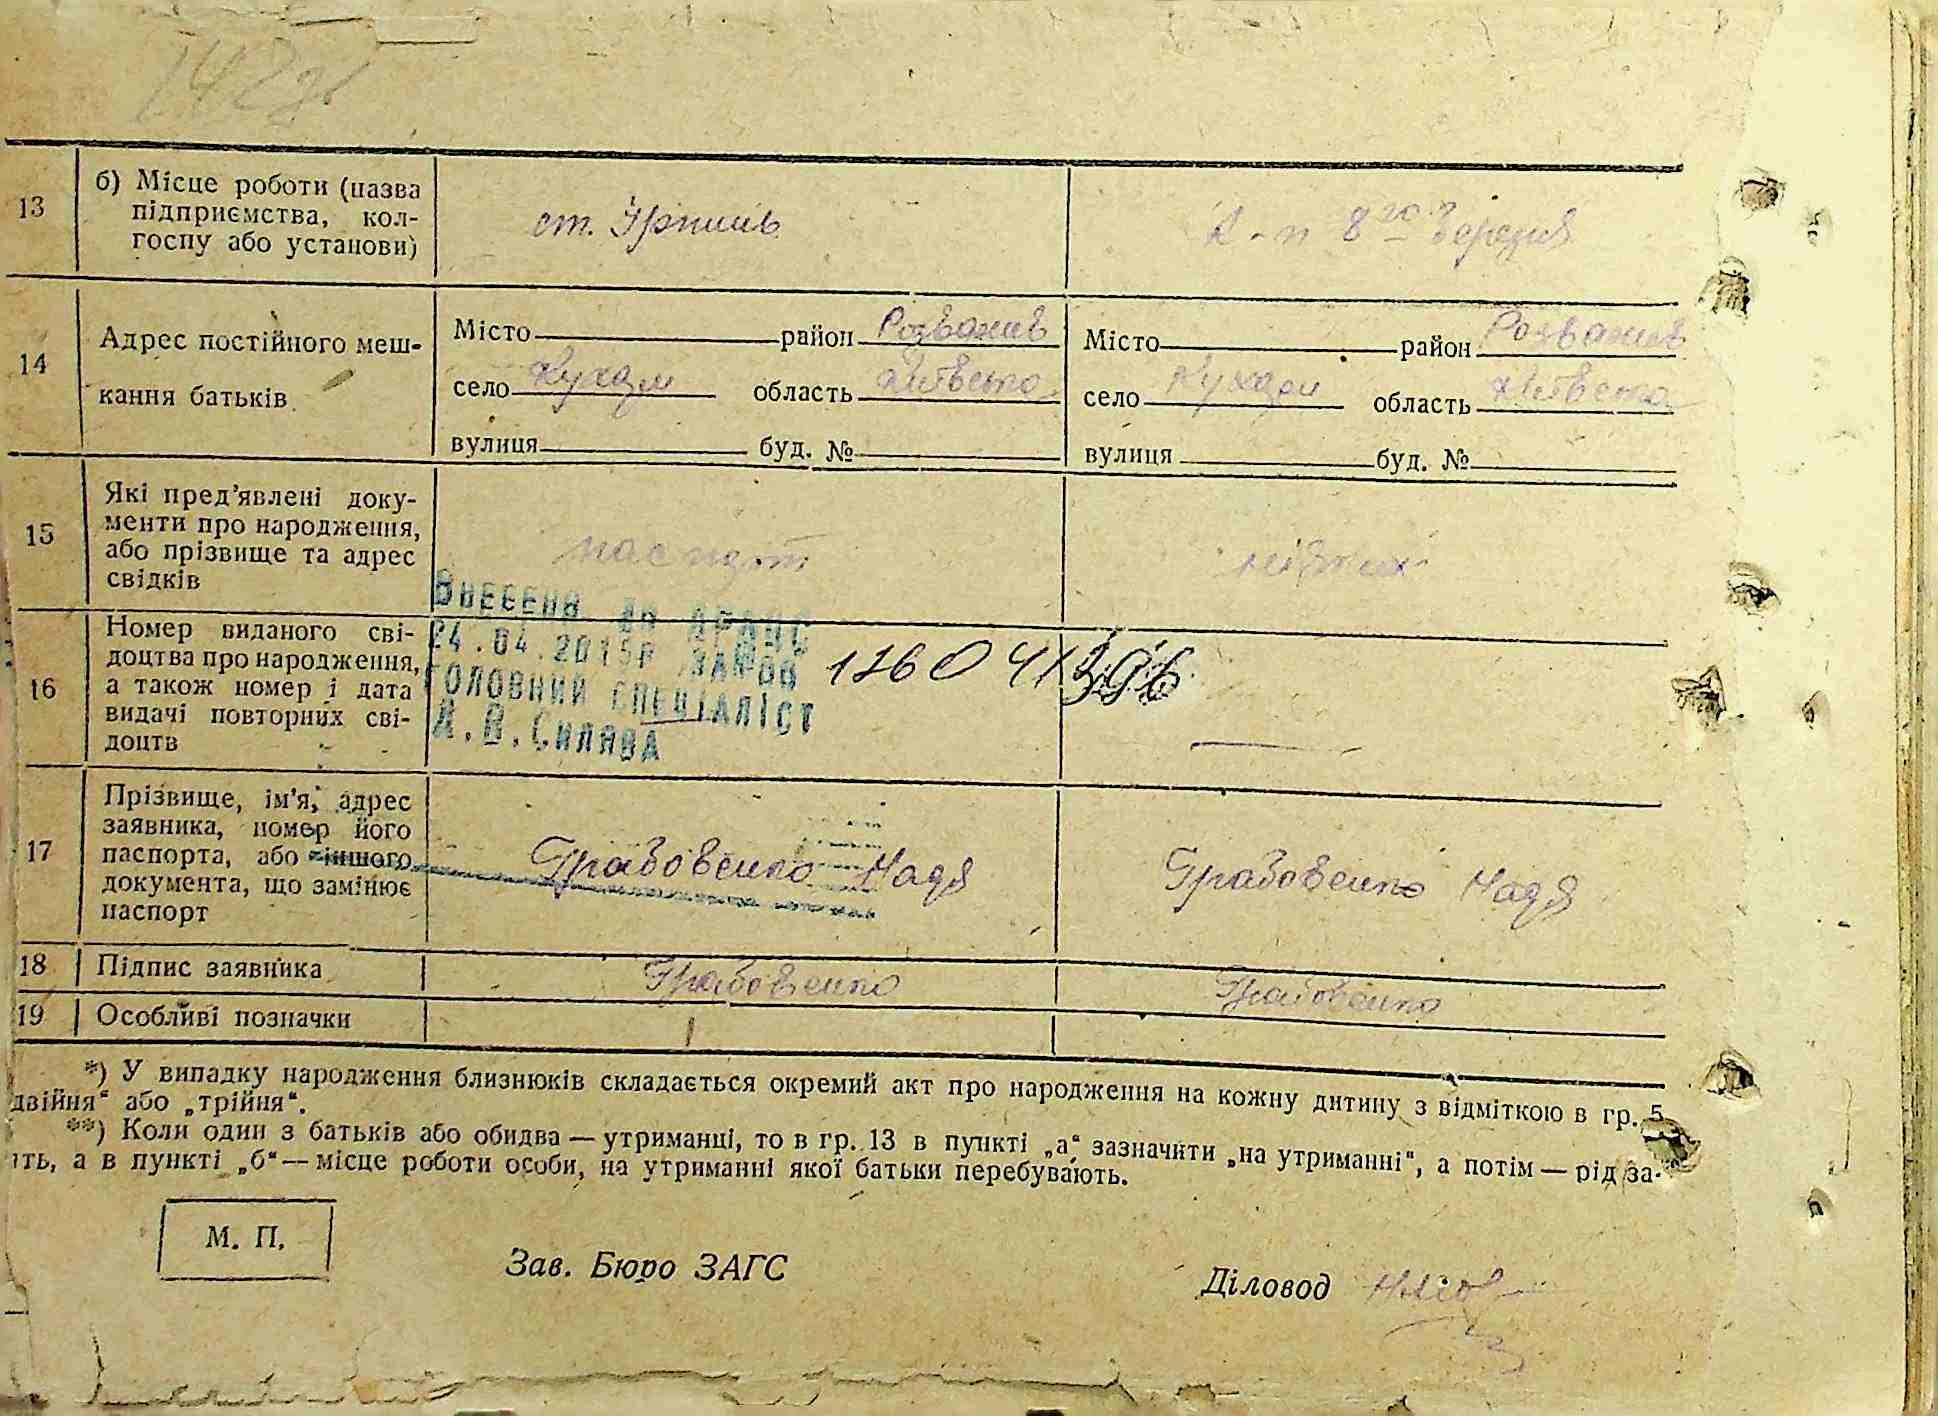 13
б) Місце роботи (назва
підприємства, кол-
госпу або установи)
ст. Ірпинь
к-п 8го Березня
14
Адрес постійного меш-
кання батьків
Місто район Розважів
село Кухари область Київська
вулиця буд. №
Місто район Розважів
село Кухари область Київська
вулиця буд. №
15
Які пред'явлені доку-
менти про народження,
або прізвище та адрес
свідків
паспорт
16
Номер виданого сві-
доцтва про народження,
а також номер і дата
видачі повторних сві-
доцтв
Внесено до ДРАЦС
24.04.2015р
головний спеціаліст
А.В.Силява
17
Прізвище, ім'я, адрес
заявника, номер його
паспорта, або іншого
документа, що замінює
паспорт
Грабовенко Надя
Грабовенко Надя
18
Підпис заявника
Грабовенко
Грабовенко
19
Особливі позначки
*) У випадку народження близнюків складається окремий акт про народження на кожну дитину з відміткою в гр. 5
двійня" або „трійня".
**) Коли один з батьків або обидва — утриманці, то в гр. 13 в пункті „а" зазначити „на утриманні", а потім — рід за-
ять, а в пункті „б" — місце роботи особи, на утриманні якої батьки перебувають.
М. П.
Зав. Бюро ЗАГС
Діловод